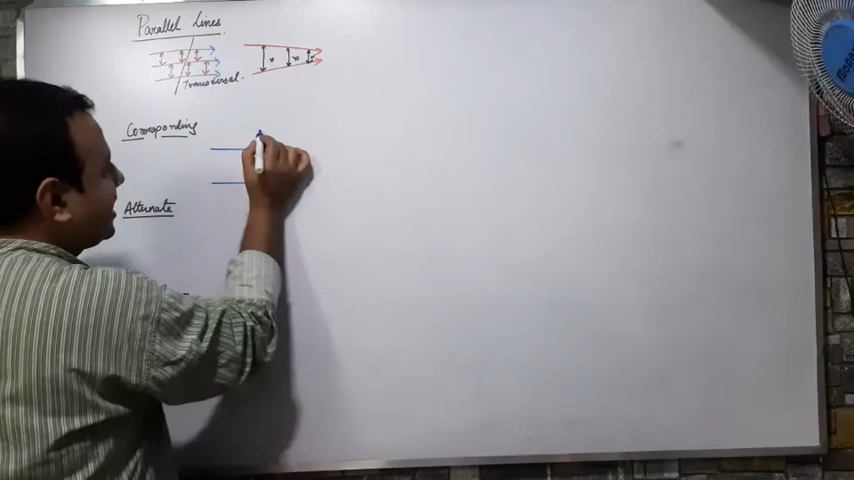 Parallel Lines
Transversal.
Corresponding
Alternate